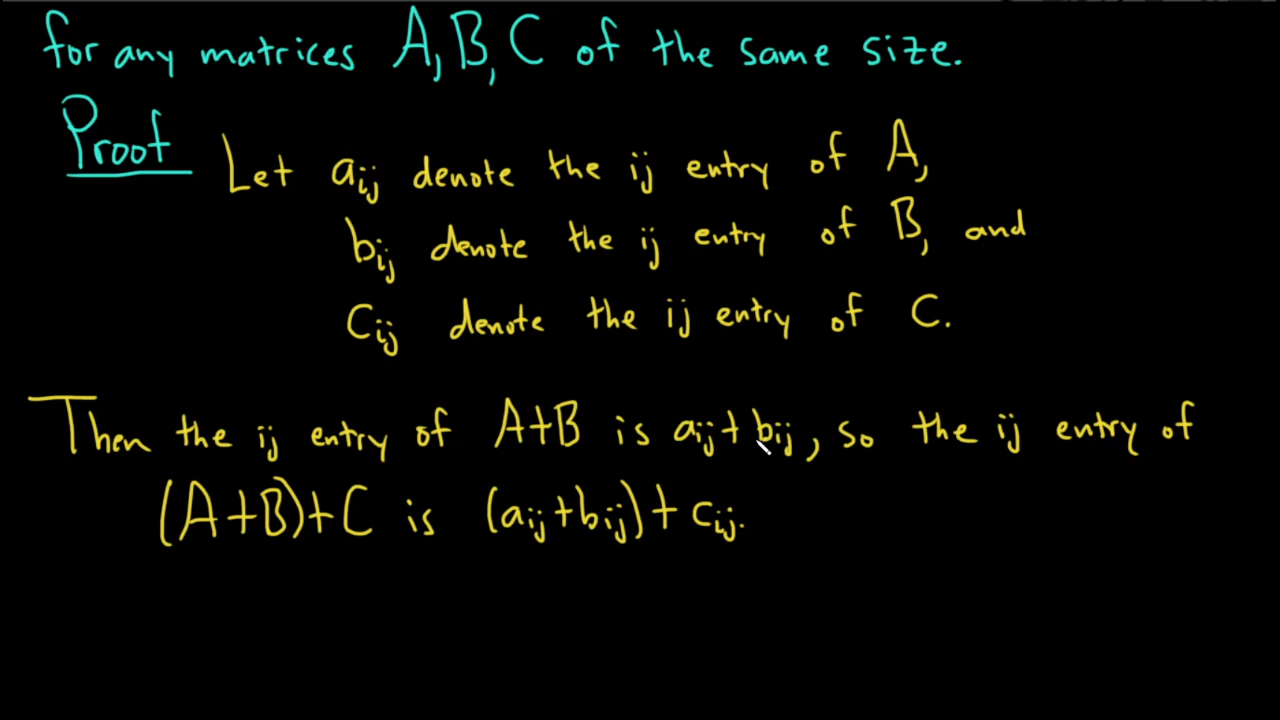 for any matrices A, B, C of the same size.
Proof Let aij denote the ij entry of A,
bij denote the ij entry of B, and
Cij denote the ij entry of C.
Then the ij entry of A+B is aij+bij, so the ij entry of
(A+B)+C is (aij+bij)+cij.